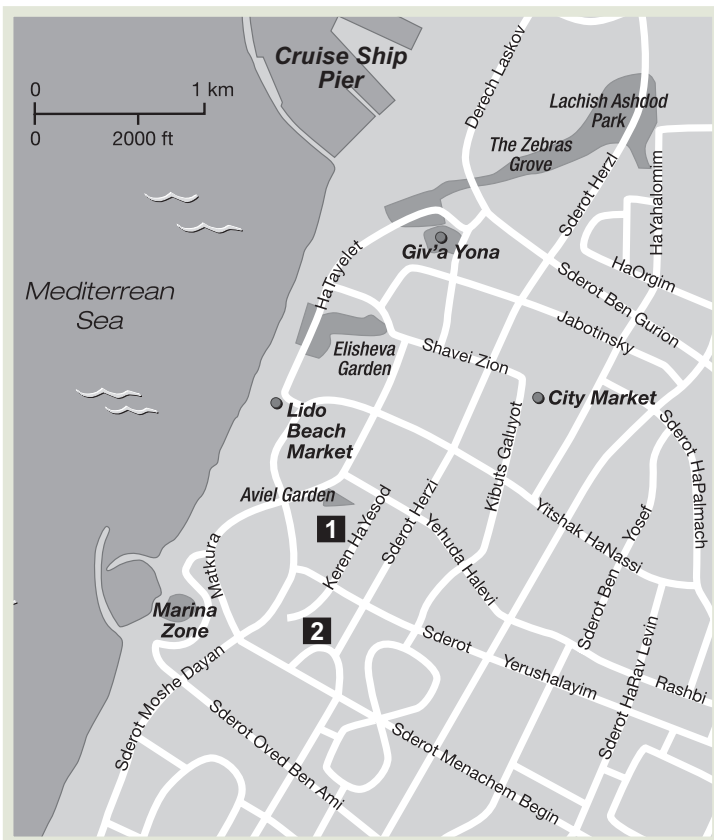 Cruise Ship
Pier
0 1 km
0 2000 ft
Derech Laskov
Lachish Ashdod
Park
The Zebras
Grove
Sderot Herzl
HaYahalomim
Giv'a Yona
HaTayelet
HaOrgim
Sderot Ben Gurion
Mediterrean
Sea
Jabotinsky
Elisheva
Garden
Shavei Zion
City Market
Lido
Beach
Market
Kibuts Galuyot
Sderot HaPalmach
Aviel Garden
1
Keren HaYesod
Sderot Herzi
Yehuda Halevi
Yitshak HaNassi
Sderot Ben Yosef
Matkura
Marina
Zone
2
Sderot Yerushalayim
Sderot HaRav Levin
Rashbi
Sderot Moshe Dayan
Sderot Oved Ben Ami
Sderot Menachem Begin